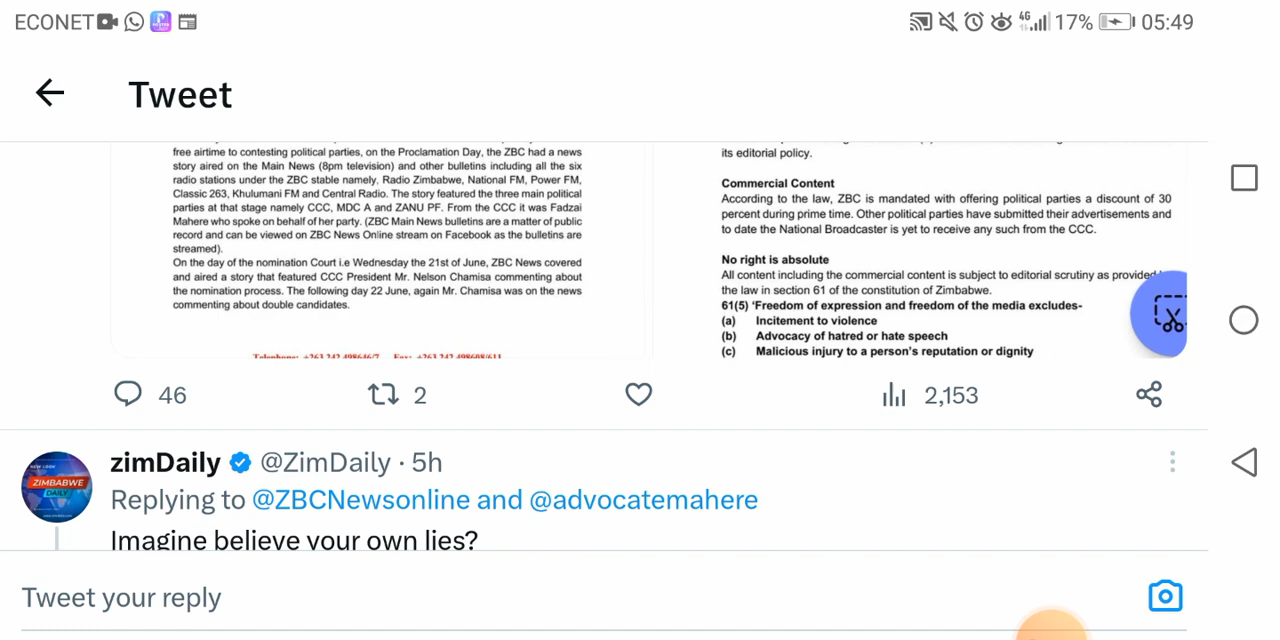 ECONET
4G 17% 05:49
Tweet
free airtime to contesting political parties, on the Proclamation Day, the ZBC had a news
story aired on the Main News (8pm television) and other bulletins including all the six
radio stations under the ZBC stable namely, Radio Zimbabwe, National FM, Power FM,
Classic 263, Khulumani FM and Central Radio. The story featured the three main political
parties at that stage namely CCC, MDC A and ZANU PF. From the CCC it was Fadzai
Mahere who spoke on behalf of her party. (ZBC Main News bulletins are a matter of public
record and can be viewed on ZBC News Online stream on Facebook as the bulletins are
streamed).
On the day of the nomination Court i.e Wednesday the 21st of June, ZBC News covered
and aired a story that featured CCC President Mr. Nelson Chamisa commenting about
the nomination process. The following day 22 June, again Mr. Chamisa was on the news
commenting about double candidates.
Telephone: +263 242 498646/7 Fax: +263 242 498608/611
its editorial policy.
Commercial Content
According to the law, ZBC is mandated with offering political parties a discount of 30
percent during prime time. Other political parties have submitted their advertisements and
to date the National Broadcaster is yet to receive any such from the CCC.
No right is absolute
All content including the commercial content is subject to editorial scrutiny as provided
the law in section 61 of the constitution of Zimbabwe.
61(5) 'Freedom of expression and freedom of the media excludes-
(a) Incitement to violence
(b) Advocacy of hatred or hate speech
(c) Malicious injury to a person's reputation or dignity
46 2 2,153
NEW LOOK
ZIMBABWE
DAILY
zimDaily @ZimDaily · 5h
Replying to @ZBCNewsonline and @advocatemahere
Imagine believe your own lies?
Tweet your reply